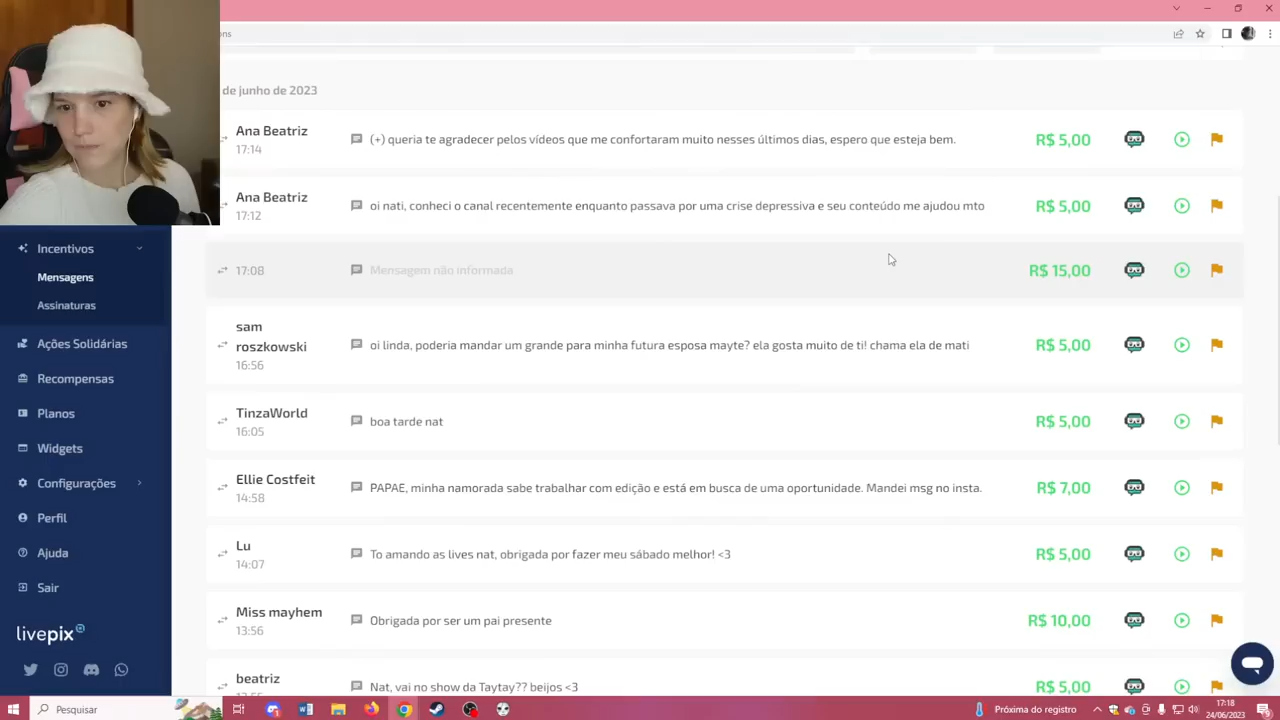 ons
de junho de 2023
Ana Beatriz
17:14
(+) queria te agradecer pelos vídeos que me confortaram muito nesses últimos dias, espero que esteja bem.
R$ 5,00
Ana Beatriz
17:12
oi nati, conheci o canal recentemente enquanto passava por uma crise depressiva e seu conteúdo me ajudou mto
R$ 5,00
17:08
Mensagem não informada
R$ 15,00
sam
roszkowski
16:56
oi linda, poderia mandar um grande para minha futura esposa mayte? ela gosta muito de ti! chama ela de mati
R$ 5,00
TinzaWorld
16:05
boa tarde nat
R$ 5,00
Ellie Costfeit
14:58
PAPAE, minha namorada sabe trabalhar com edição e está em busca de uma oportunidade. Mandei msg no insta.
R$ 7,00
Lu
14:07
To amando as lives nat, obrigada por fazer meu sábado melhor! <3
R$ 5,00
Miss mayhem
13:56
Obrigada por ser um pai presente
R$ 10,00
beatriz
Nat, vai no show da Taytay?? beijos <3
R$ 5,00
Incentivos
Mensagens
Assinaturas
Ações Solidárias
Recompensas
Planos
Widgets
Configurações
Perfil
Ajuda
Sair
livepix
Pesquisar
Próxima do registro
17:18
24/06/2023